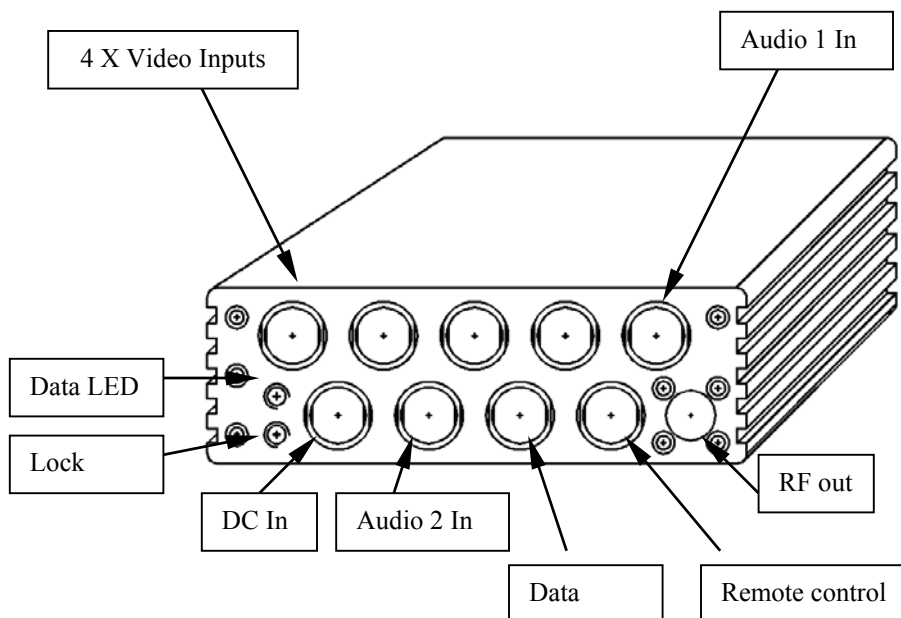 4 X Video Inputs
Audio 1 In
Data LED
Lock
RF out
DC In
Audio 2 In
Data
Remote control